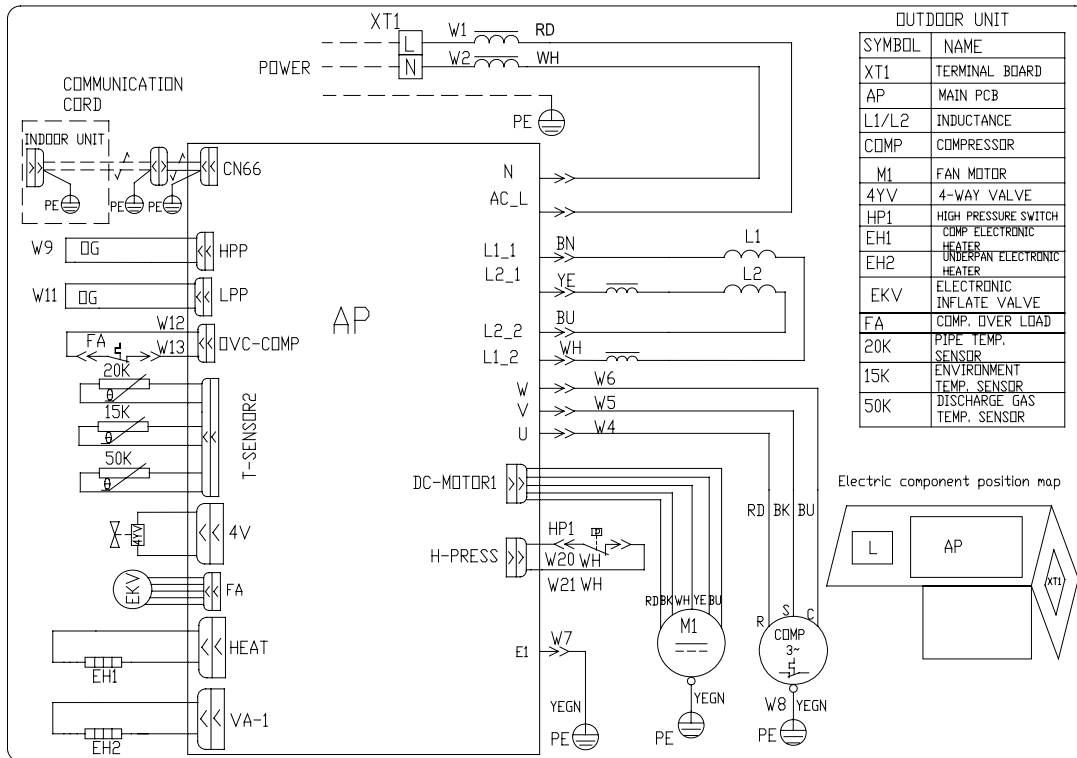 XT1
L
N
W1
RD
W2
WH
POWER
PE
COMMUNICATION
CORD
INDOOR UNIT
CN66
PE
PE
PE
W9
OG
HPP
W11
OG
LPP
W12
FA
W13
OVC-COMP
20K
θ
15K
θ
50K
θ
T-SENSOR2
4YV
4V
EKV
FA
HEAT
EH1
VA-1
EH2
AP
N
AC_L
L1_1
BN
L1
L2_1
YE
L2
L2_2
BU
L1_2
WH
W
W6
V
W5
U
W4
DC-MOTOR1
RD BK BU
HP1
P
H-PRESS
W20 WH
W21 WH
RD BK WH YE BU
M1
R
S
C
COMP
3~
E1
W7
YEGN
PE
YEGN
PE
W8 YEGN
PE
OUTDOOR UNIT
SYMBOL NAME
XT1 TERMINAL BOARD
AP MAIN PCB
L1/L2 INDUCTANCE
COMP COMPRESSOR
M1 FAN MOTOR
4YV 4-WAY VALVE
HP1 HIGH PRESSURE SWITCH
EH1 COMP ELECTRONIC
HEATER
EH2 UNDERPAN ELECTRONIC
HEATER
EKV ELECTRONIC
INFLATE VALVE
FA COMP. OVER LOAD
20K PIPE TEMP.
SENSOR
15K ENVIRONMENT
TEMP. SENSOR
50K DISCHARGE GAS
TEMP. SENSOR
Electric component position map
L
AP
XT1